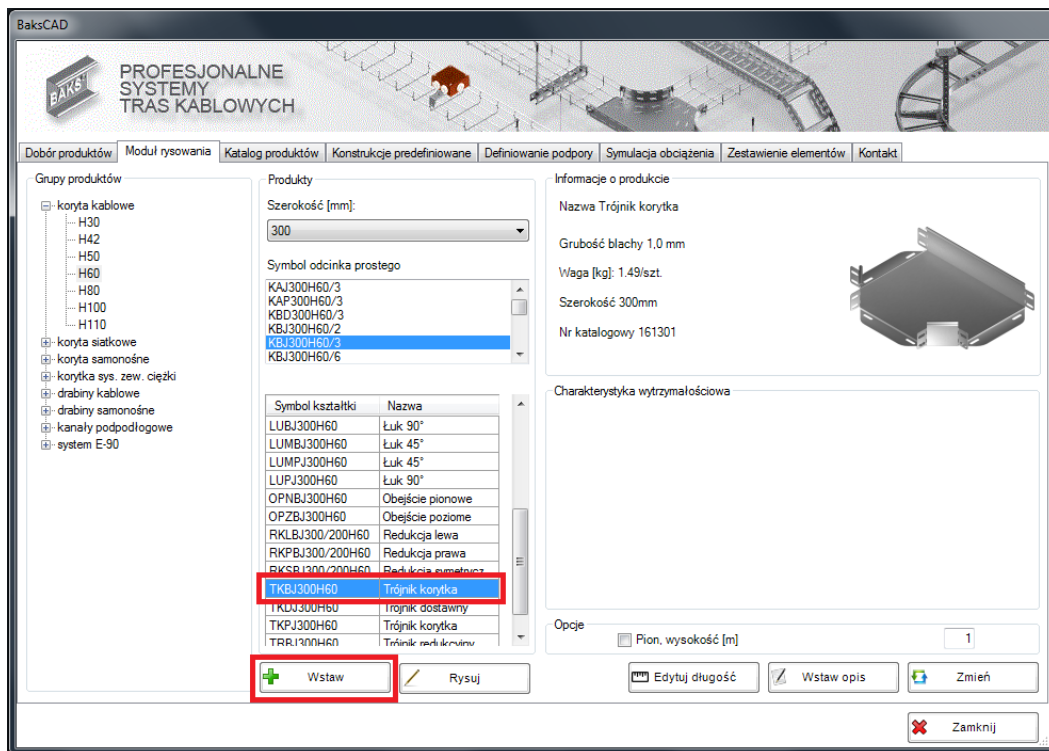 BaksCAD
BAKS
PROFESJONALNE
SYSTEMY
TRAS KABLOWYCH
Dobór produktów Moduł rysowania Katalog produktów Konstrukcje predefiniowane Definiowanie podpory Symulacja obciążenia Zestawienie elementów Kontakt
Grupy produktów
koryta kablowe
H30
H42
H50
H60
H80
H100
H110
koryta siatkowe
koryta samonośne
korytka sys. zew. ciężki
drabiny kablowe
drabiny samonośne
kanały podpodłogowe
system E-90
Produkty
Szerokość [mm]:
300
Symbol odcinka prostego
KAJ300H60/3
KAP300H60/3
KBD300H60/3
KBJ300H60/2
KBJ300H60/3
KBJ300H60/6
Symbol kształtki Nazwa
LUBJ300H60 Łuk 90°
LUMBJ300H60 Łuk 45°
LUMPJ300H60 Łuk 45°
LUPJ300H60 Łuk 90°
OPNBJ300H60 Obejście pionowe
OPZBJ300H60 Obejście poziome
RKLBJ300/200H60 Redukcja lewa
RKPBJ300/200H60 Redukcja prawa
RKSBJ300/200H60 Redukcja symetrycz
TKBJ300H60 Trójnik korytka
TKDJ300H60 Trójnik dostawny
TKPJ300H60 Trójnik korytka
TRBJ300H60 Trójnik redukcyjny
Wstaw Rysuj
Informacje o produkcie
Nazwa Trójnik korytka
Grubość blachy 1,0 mm
Waga [kg]: 1.49/szt.
Szerokość 300mm
Nr katalogowy 161301
Charakterystyka wytrzymałościowa
Opcje
Pion, wysokość [m] 1
Edytuj długość Wstaw opis Zmień
Zamknij